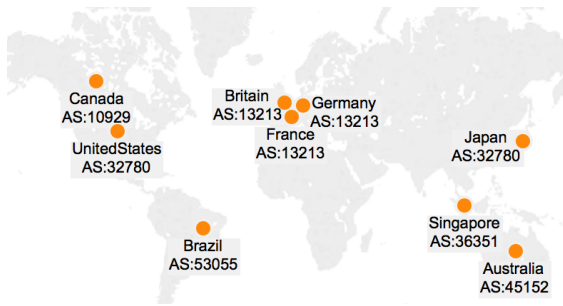 Canada
AS:10929
UnitedStates
AS:32780
Britain
AS:13213
Germany
AS:13213
France
AS:13213
Japan
AS:32780
Singapore
AS:36351
Brazil
AS:53055
Australia
AS:45152